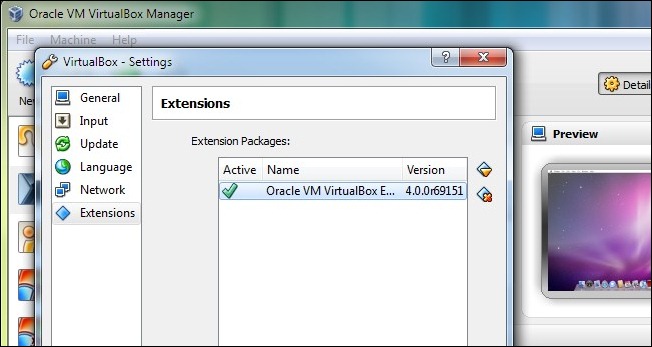 Oracle VM VirtualBox Manager
File Machine Help
VirtualBox - Settings
General
Input
Update
Language
Network
Extensions
Extensions
Extension Packages:
Active Name Version
Oracle VM VirtualBox E... 4.0.0r69151
Detail
Preview